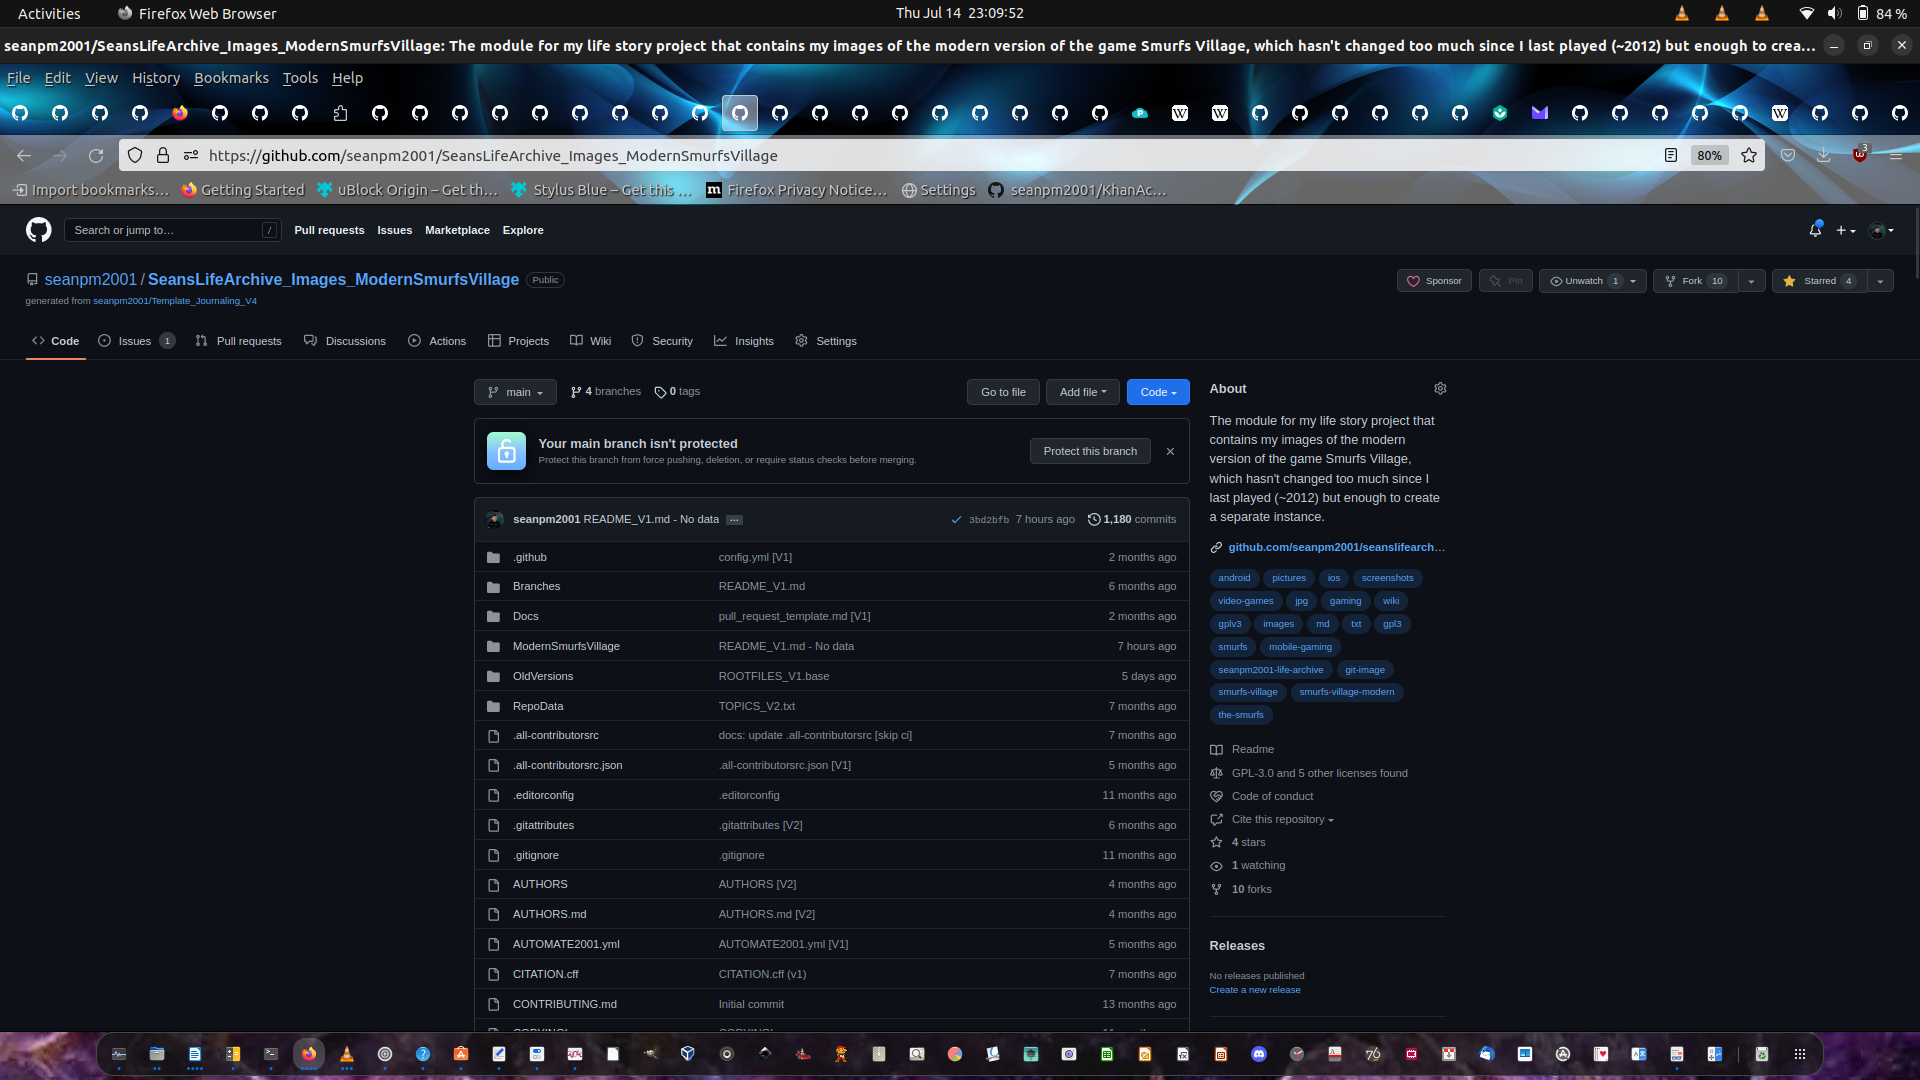 Activities Firefox Web Browser Thu Jul 14 23:09:52 84 %
seanpm2001/SeansLifeArchive_Images_ModernSmurfsVillage: The module for my life story project that contains my images of the modern version of the game Smurfs Village, which hasn't changed too much since I last played (~2012) but enough to crea…
File Edit View History Bookmarks Tools Help
https://github.com/seanpm2001/SeansLifeArchive_Images_ModernSmurfsVillage 80% 3
Import bookmarks… Getting Started uBlock Origin – Get th… Stylus Blue – Get this … Firefox Privacy Notice… Settings seanpm2001/KhanAc…
Search or jump to… / Pull requests Issues Marketplace Explore
seanpm2001 / SeansLifeArchive_Images_ModernSmurfsVillage Public Sponsor Pin Unwatch 1 Fork 10 Starred 4
generated from seanpm2001/Template_Journaling_V4
Code Issues 1 Pull requests Discussions Actions Projects Wiki Security Insights Settings
main 4 branches 0 tags Go to file Add file Code
Your main branch isn't protected
Protect this branch from force pushing, deletion, or require status checks before merging.
Protect this branch
seanpm2001 README_V1.md - No data ... 3bd2bfb 7 hours ago 1,180 commits
.github config.yml [V1] 2 months ago
Branches README_V1.md 6 months ago
Docs pull_request_template.md [V1] 2 months ago
ModernSmurfsVillage README_V1.md - No data 7 hours ago
OldVersions ROOTFILES_V1.base 5 days ago
RepoData TOPICS_V2.txt 7 months ago
.all-contributorsrc docs: update .all-contributorsrc [skip ci] 7 months ago
.all-contributorsrc.json .all-contributorsrc.json [V1] 5 months ago
.editorconfig .editorconfig 11 months ago
.gitattributes .gitattributes [V2] 6 months ago
.gitignore .gitignore 11 months ago
AUTHORS AUTHORS [V2] 4 months ago
AUTHORS.md AUTHORS.md [V2] 4 months ago
AUTOMATE2001.yml AUTOMATE2001.yml [V1] 5 months ago
CITATION.cff CITATION.cff (v1) 7 months ago
CONTRIBUTING.md Initial commit 13 months ago
About
The module for my life story project that
contains my images of the modern
version of the game Smurfs Village,
which hasn't changed too much since I
last played (~2012) but enough to create
a separate instance.
github.com/seanpm2001/seanslifearch…
android pictures ios screenshots
video-games jpg gaming wiki
gplv3 images md txt gpl3
smurfs mobile-gaming
seanpm2001-life-archive git-image
smurfs-village smurfs-village-modern
the-smurfs
Readme
GPL-3.0 and 5 other licenses found
Code of conduct
Cite this repository
4 stars
1 watching
10 forks
Releases
No releases published
Create a new release